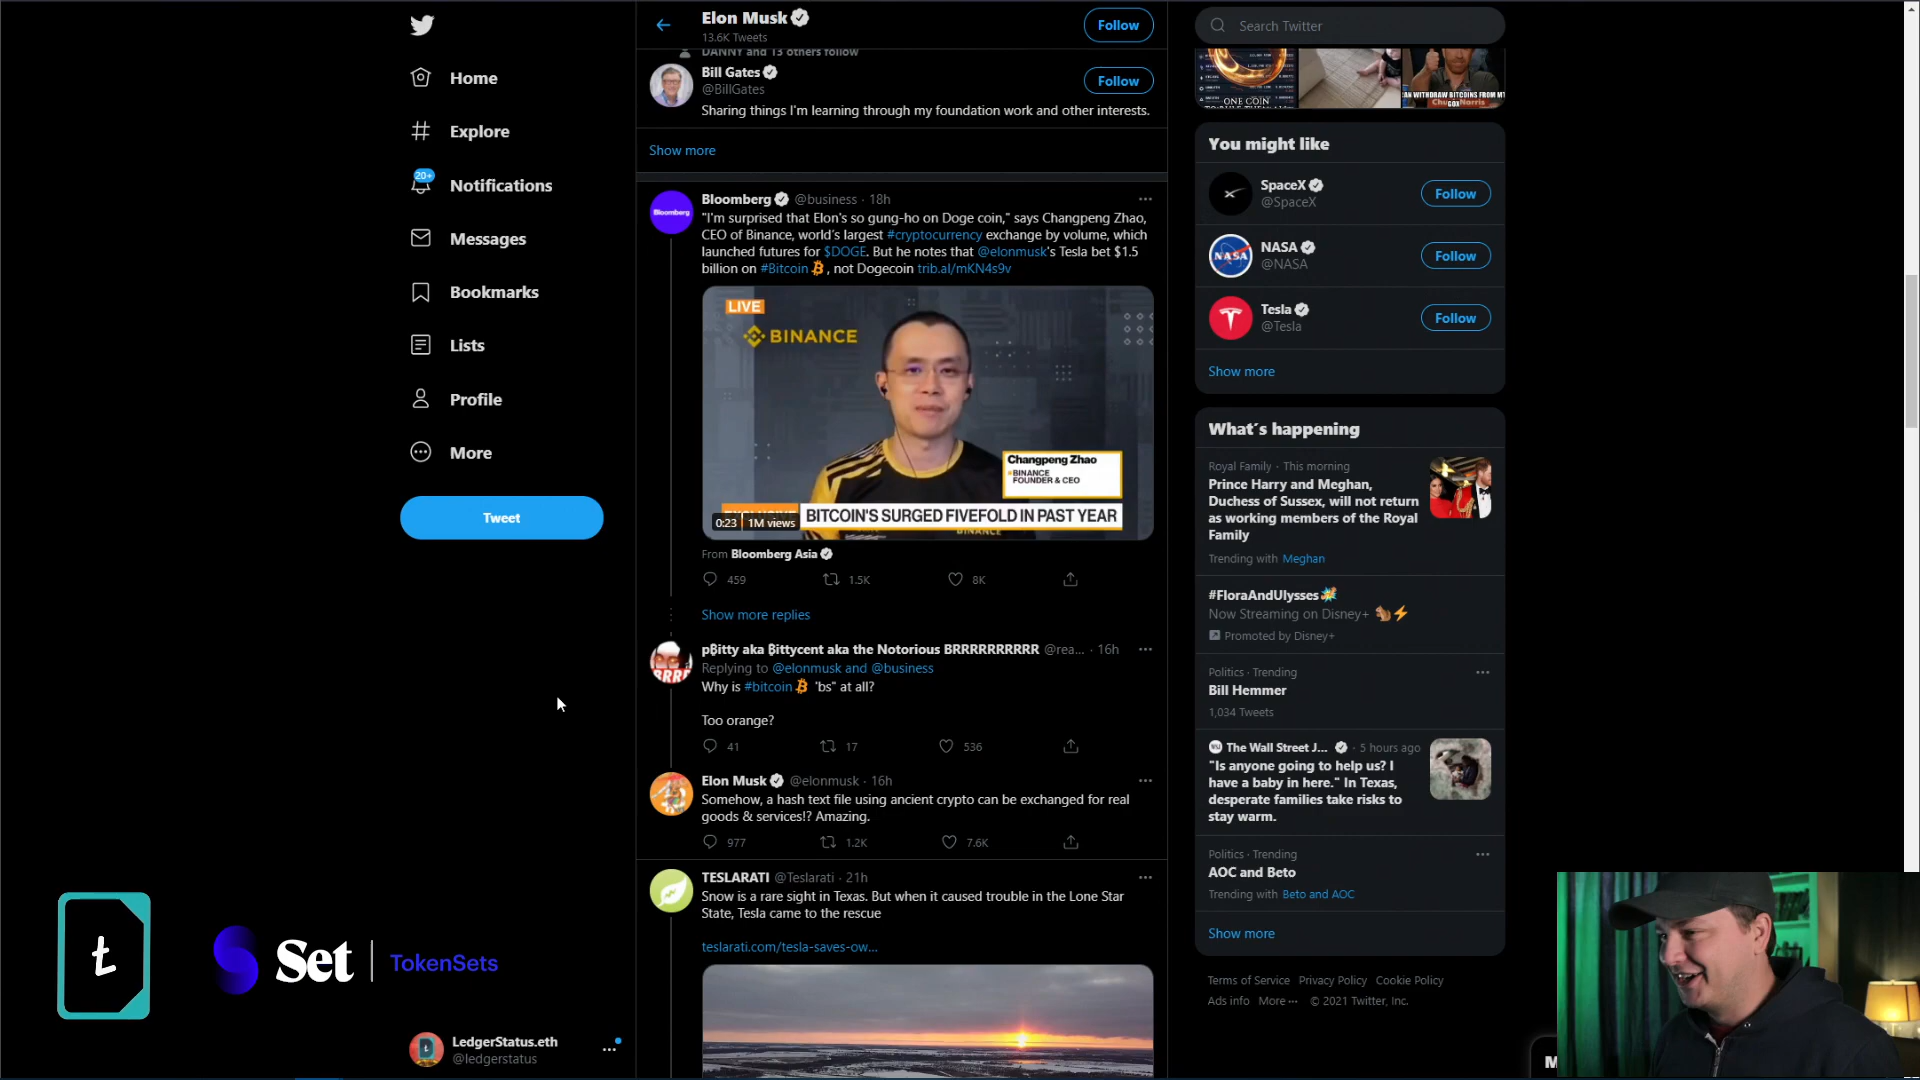 Home
Explore
20+
Notifications
Messages
Bookmarks
Lists
Profile
More
Tweet
Set | TokenSets
LedgerStatus.eth
@ledgerstatus
Elon Musk
13.6K Tweets
Follow
DANNY and 13 others follow
Bill Gates
@BillGates
Follow
Sharing things I'm learning through my foundation work and other interests.
Show more
Bloomberg
Bloomberg @business · 18h
"I'm surprised that Elon's so gung-ho on Doge coin," says Changpeng Zhao,
CEO of Binance, world's largest #cryptocurrency exchange by volume, which
launched futures for $DOGE. But he notes that @elonmusk's Tesla bet $1.5
billion on #Bitcoin , not Dogecoin trib.al/mKN4s9v
LIVE
BINANCE
Changpeng Zhao
BINANCE
FOUNDER & CEO
0:23 1M views
BITCOIN'S SURGED FIVEFOLD IN PAST YEAR
BINANCE
From Bloomberg Asia
459 1.5K 8K
Show more replies
pβitty aka βittycent aka the Notorious BRRRRRRRRRR @rea... · 16h
Replying to @elonmusk and @business
Why is #bitcoin 'bs" at all?
Too orange?
41 17 536
Elon Musk @elonmusk · 16h
Somehow, a hash text file using ancient crypto can be exchanged for real
goods & services!? Amazing.
977 1.2K 7.6K
TESLARATI @Teslarati · 21h
Snow is a rare sight in Texas. But when it caused trouble in the Lone Star
State, Tesla came to the rescue
teslarati.com/tesla-saves-ow...
Search Twitter
ONE COIN
AN WITHDRAW BITCOINS FROM MT
GOX
Chuck Norris
You might like
SpaceX
@SpaceX
Follow
NASA
NASA
@NASA
Follow
Tesla
@Tesla
Follow
Show more
What's happening
Royal Family · This morning
Prince Harry and Meghan,
Duchess of Sussex, will not return
as working members of the Royal
Family
Trending with Meghan
#FloraAndUlysses
Now Streaming on Disney+
Promoted by Disney+
Politics · Trending
Bill Hemmer
1,034 Tweets
The Wall Street J... · 5 hours ago
"Is anyone going to help us? I
have a baby in here." In Texas,
desperate families take risks to
stay warm.
Politics · Trending
AOC and Beto
Trending with Beto and AOC
Show more
Terms of Service Privacy Policy Cookie Policy
Ads info More ··· © 2021 Twitter, Inc.